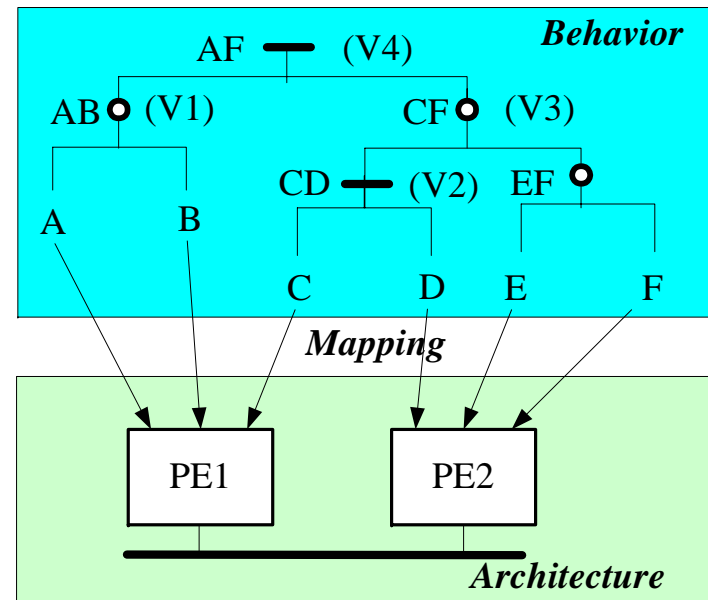 Behavior
AF (V4)
AB (V1) CF (V3)
CD (V2) EF
A B
C D E F
Mapping
PE1 PE2
Architecture